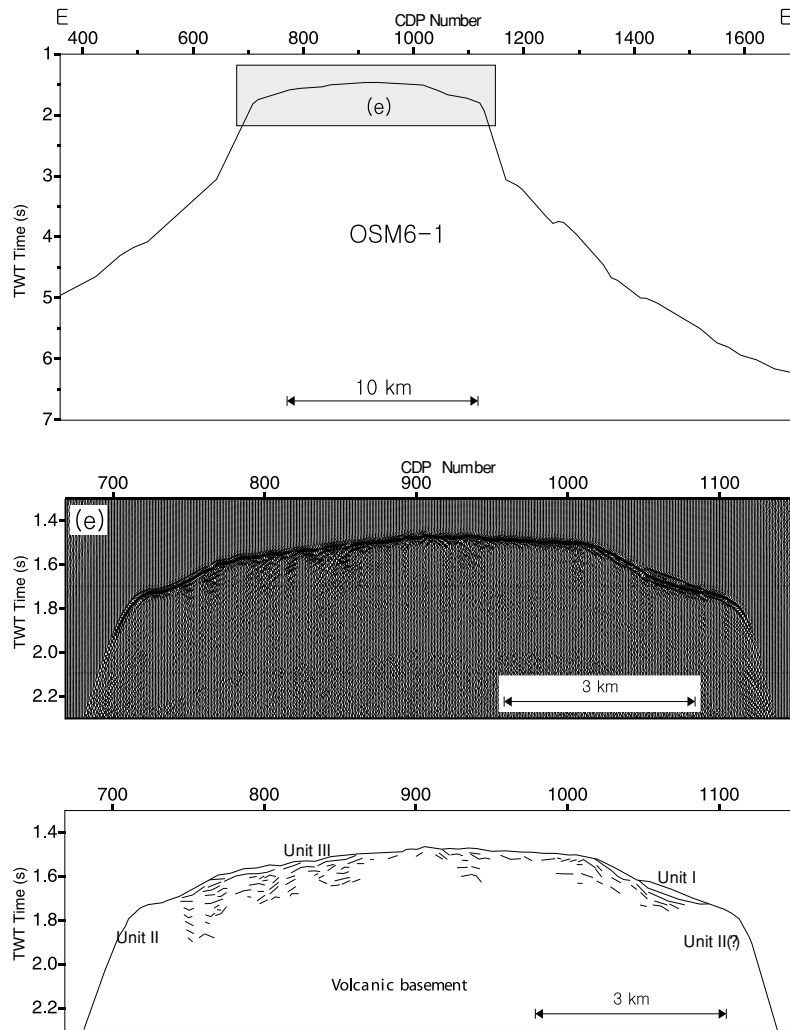 E CDP Number E
400 600 800 1000 1200 1400 1600
1
2
3
4
5
6
7
TWT Time (s)
(e)
OSM6-1
10 km
CDP Number
700 800 900 1000 1100
(e)
1.4
1.6
1.8
2.0
2.2
TWT Time (s)
3 km
700 800 900 1000 1100
1.4
1.6
1.8
2.0
2.2
TWT Time (s)
Unit III
Unit I
Unit II
Unit II(?)
Volcanic basement
3 km